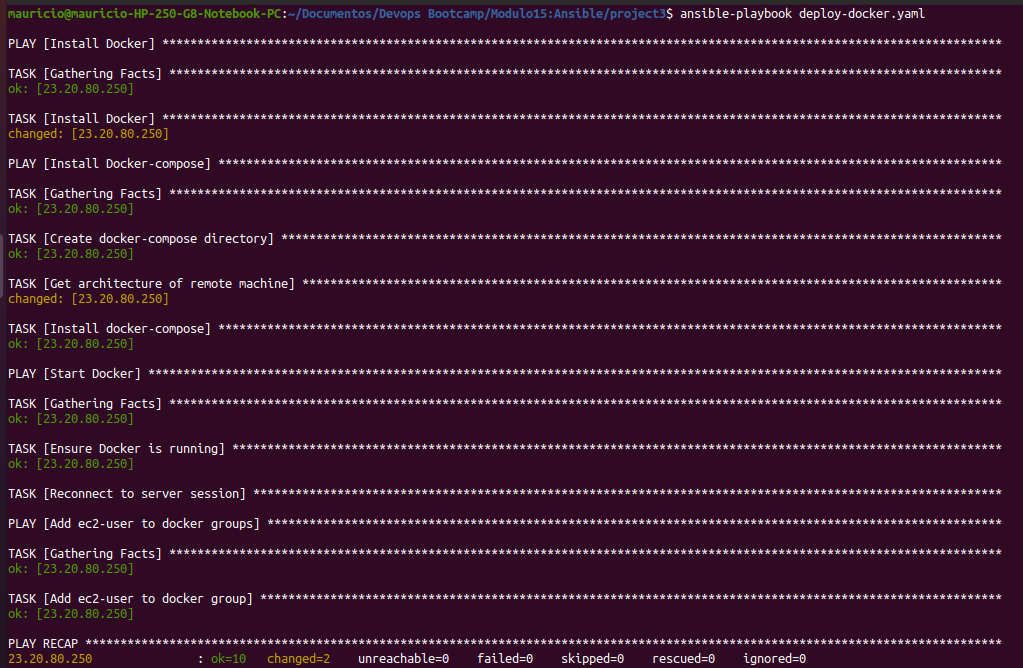 mauricio@mauricio-HP-250-G8-Notebook-PC:~/Documentos/Devops Bootcamp/Modulo15:Ansible/project3$ ansible-playbook deploy-docker.yaml
PLAY [Install Docker] ************************************************************************************************************************
TASK [Gathering Facts] ***********************************************************************************************************************
ok: [23.20.80.250]
TASK [Install Docker] ************************************************************************************************************************
changed: [23.20.80.250]
PLAY [Install Docker-compose] ****************************************************************************************************************
TASK [Gathering Facts] ***********************************************************************************************************************
ok: [23.20.80.250]
TASK [Create docker-compose directory] *******************************************************************************************************
ok: [23.20.80.250]
TASK [Get architecture of remote machine] ****************************************************************************************************
changed: [23.20.80.250]
TASK [Install docker-compose] ****************************************************************************************************************
ok: [23.20.80.250]
PLAY [Start Docker] **************************************************************************************************************************
TASK [Gathering Facts] ***********************************************************************************************************************
ok: [23.20.80.250]
TASK [Ensure Docker is running] **************************************************************************************************************
ok: [23.20.80.250]
TASK [Reconnect to server session] ***********************************************************************************************************
PLAY [Add ec2-user to docker groups] *********************************************************************************************************
TASK [Gathering Facts] ***********************************************************************************************************************
ok: [23.20.80.250]
TASK [Add ec2-user to docker group] **********************************************************************************************************
ok: [23.20.80.250]
PLAY RECAP ***********************************************************************************************************************************
23.20.80.250               : ok=10   changed=2    unreachable=0    failed=0    skipped=0    rescued=0    ignored=0